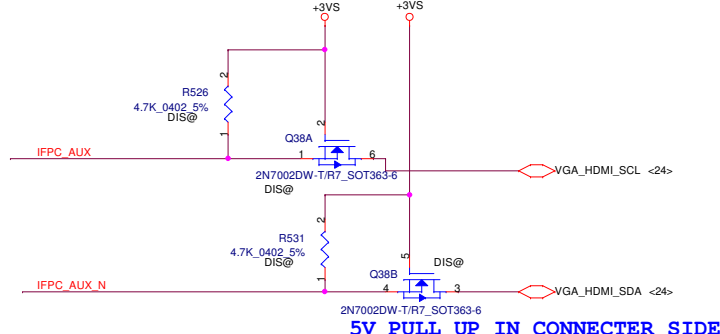 +3VS
+3VS
2
R526
4.7K_0402_5%
DIS@
1
2
Q38A
IFPC_AUX
1
6
2N7002DW-T/R7_SOT363-6
DIS@
VGA_HDMI_SCL <24>
2
R531
4.7K_0402_5%
DIS@
1
5
DIS@
Q38B
IFPC_AUX_N
4
3
VGA_HDMI_SDA <24>
2N7002DW-T/R7_SOT363-6
5V PULL UP IN CONNECTER SIDE